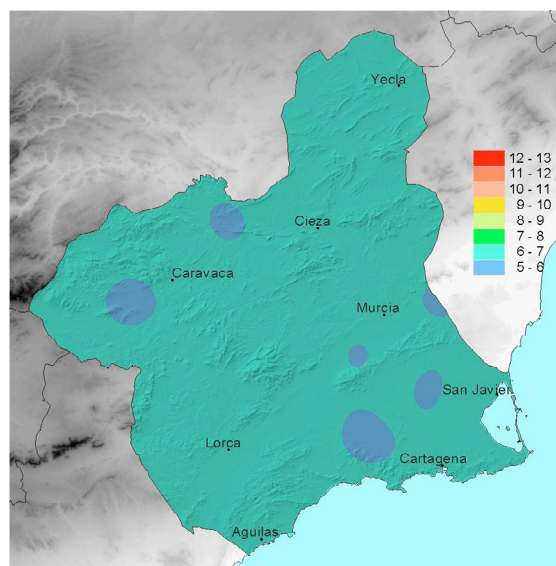 Yecla
12 - 13
11 - 12
10 - 11
9 - 10
8 - 9
7 - 8
6 - 7
5 - 6
Cieza
Caravaca
Murcia
San Javier
Lorca
Cartagena
Aguilas